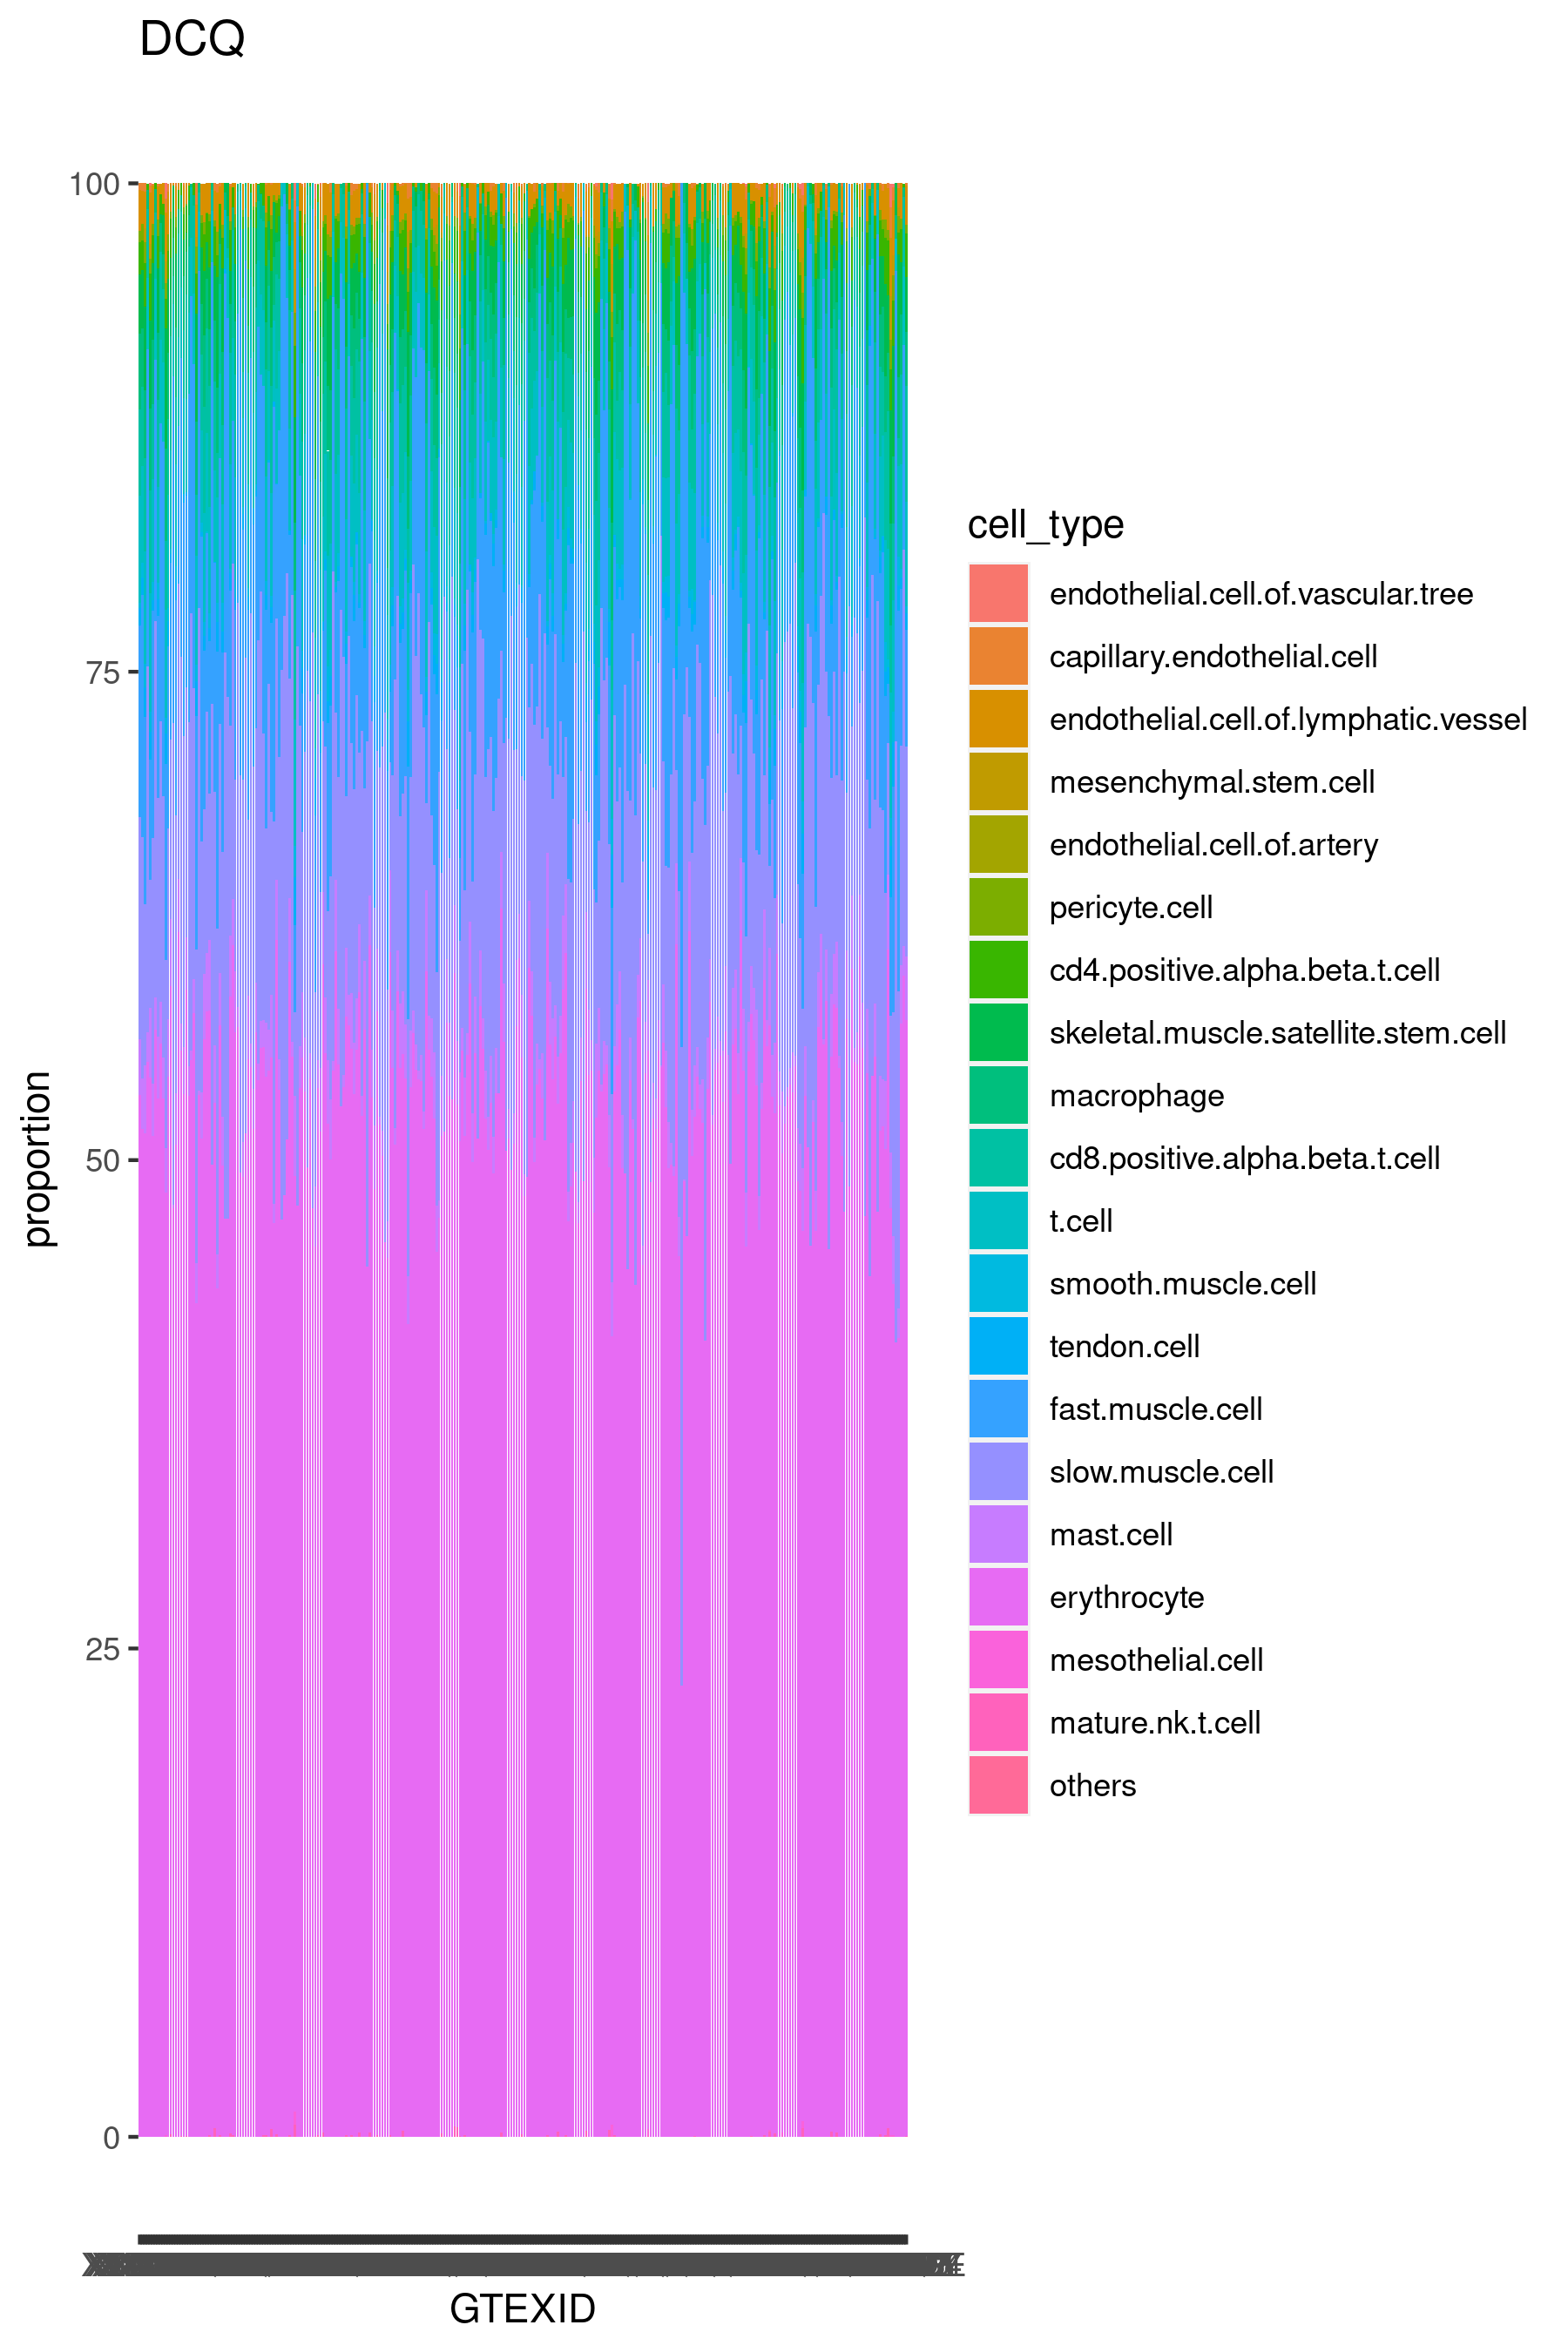 DCQ
100
75
50
25
0
proportion
GTEXID
cell_type
endothelial.cell.of.vascular.tree
capillary.endothelial.cell
endothelial.cell.of.lymphatic.vessel
mesenchymal.stem.cell
endothelial.cell.of.artery
pericyte.cell
cd4.positive.alpha.beta.t.cell
skeletal.muscle.satellite.stem.cell
macrophage
cd8.positive.alpha.beta.t.cell
t.cell
smooth.muscle.cell
tendon.cell
fast.muscle.cell
slow.muscle.cell
mast.cell
erythrocyte
mesothelial.cell
mature.nk.t.cell
others